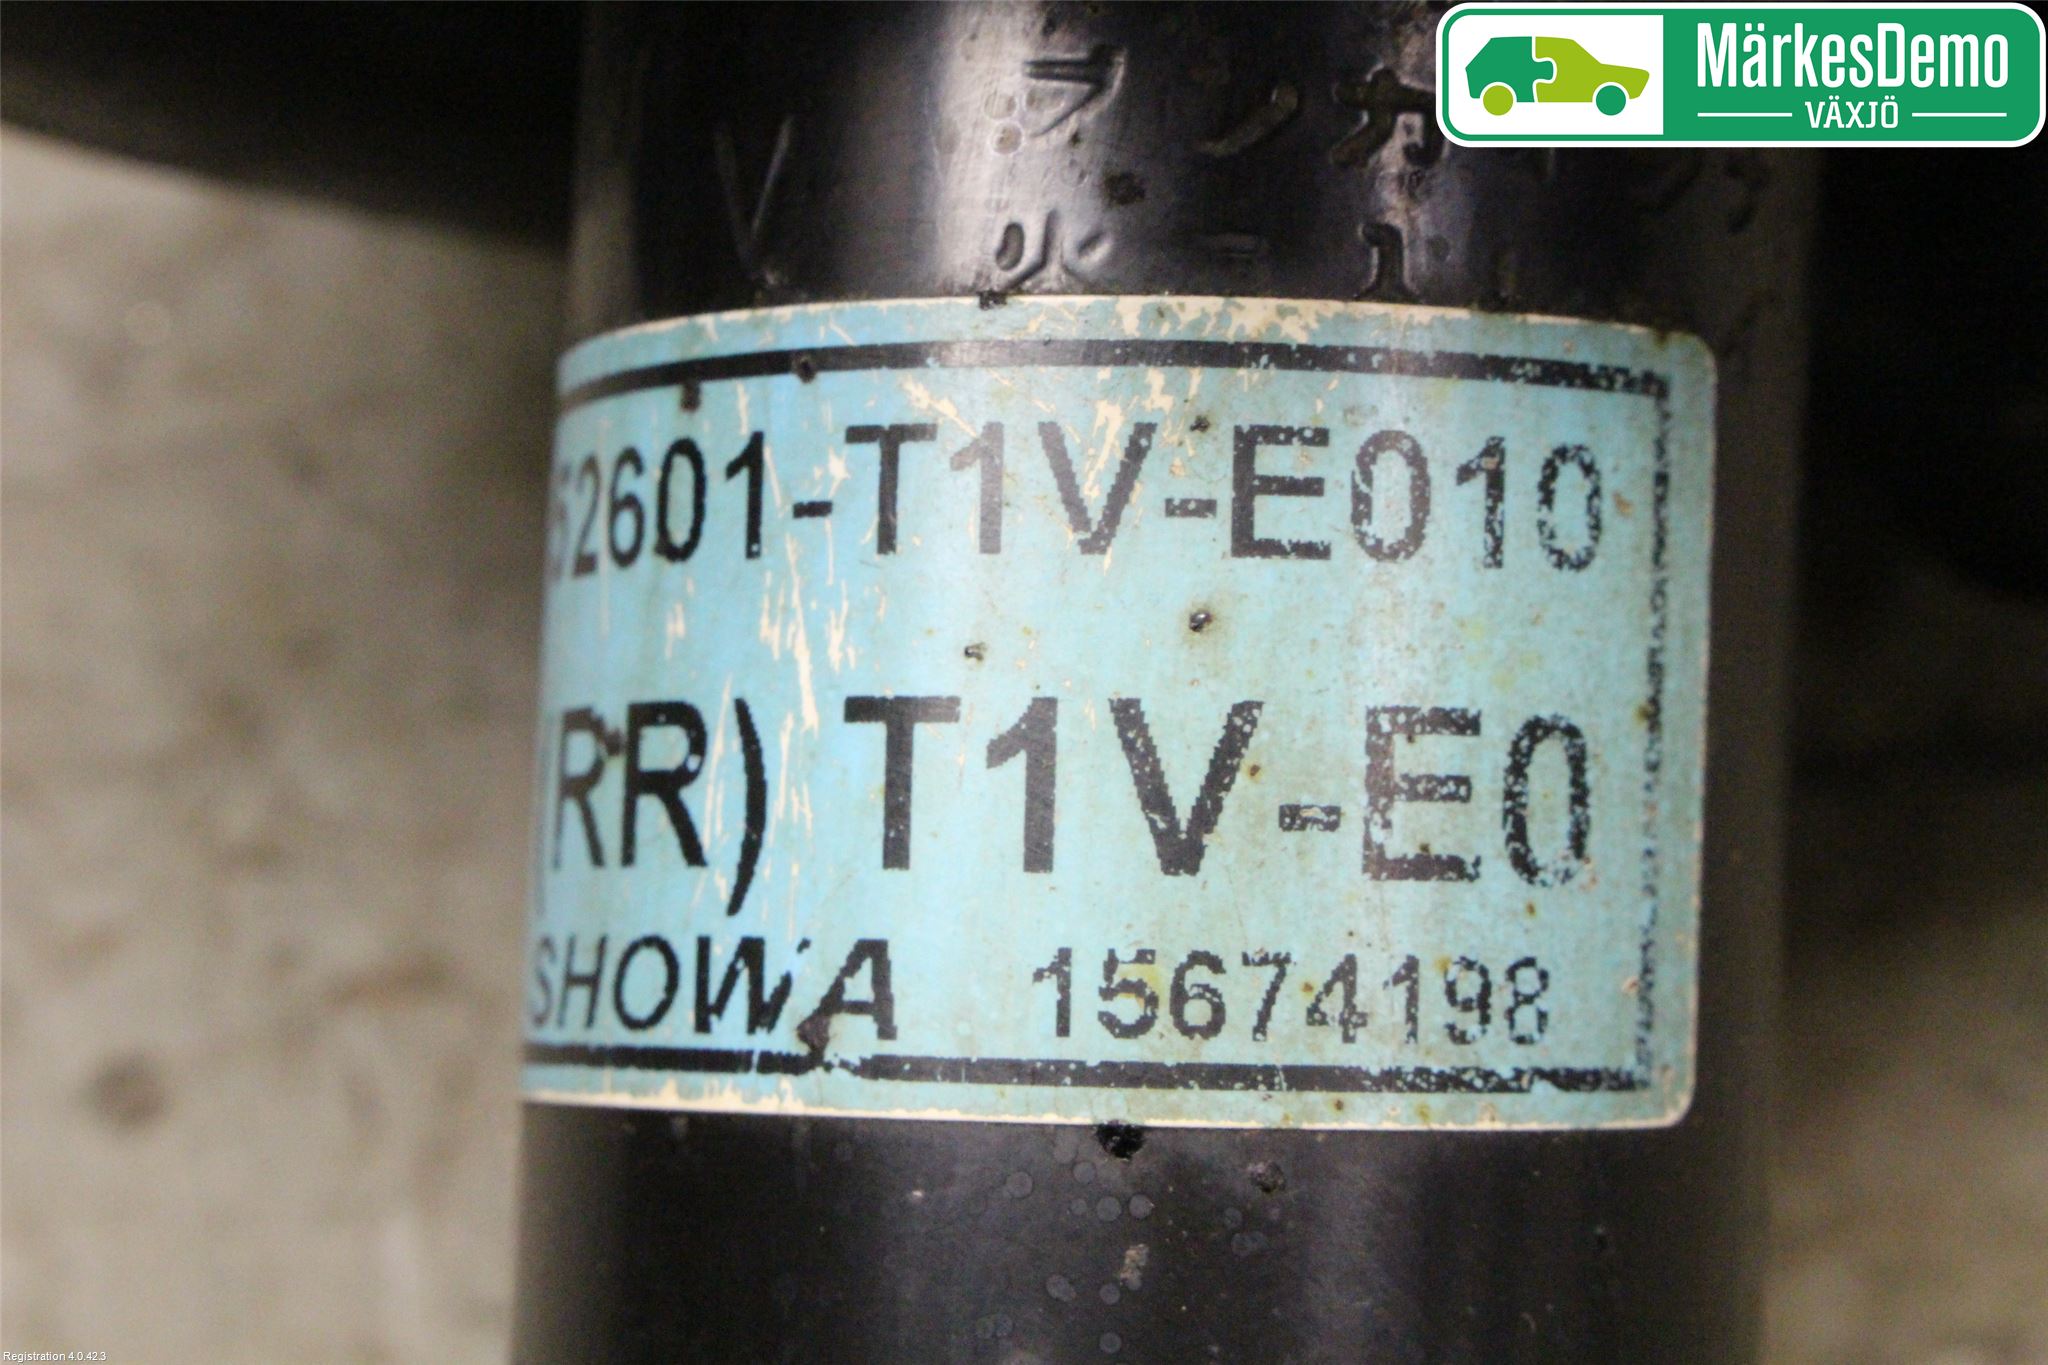 MärkesDemo
VÄXJÖ
52601-T1V-E010
(RR) T1V-E0
SHOWA 15674198
Registration 4.0.42.3